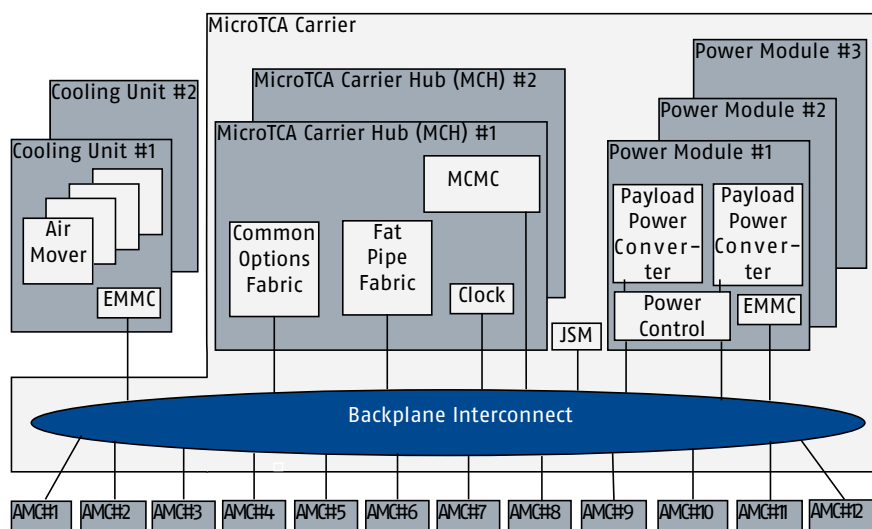 MicroTCA Carrier
Cooling Unit #2
Cooling Unit #1
Air
Mover
EMMC
MicroTCA Carrier Hub (MCH) #2
MicroTCA Carrier Hub (MCH) #1
MCMC
Common
Options
Fabric
Fat
Pipe
Fabric
Clock
JSM
Power Module #3
Power Module #2
Power Module #1
Payload
Power
Conver-
ter
Payload
Power
Conver-
ter
Power
Control
EMMC
Backplane Interconnect
AMC#1
AMC#2
AMC#3
AMC#4
AMC#5
AMC#6
AMC#7
AMC#8
AMC#9
AMC#10
AMC#11
AMC#12